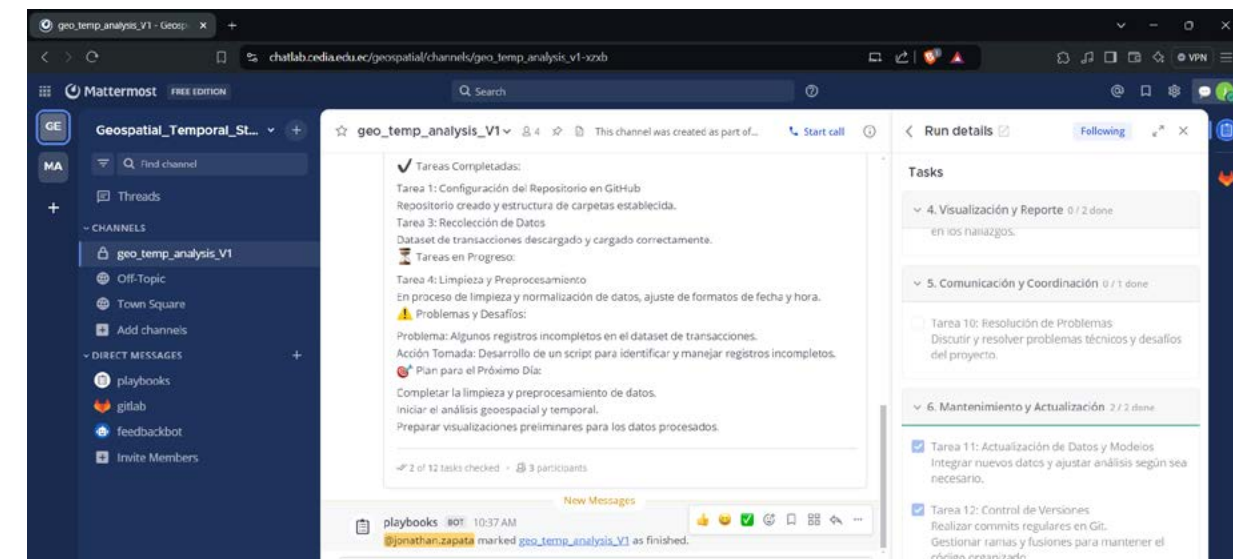 geo_temp_analysis_V1 - Geosp
chatlab.cedia.edu.ec/geospatial/channels/geo_temp_analysis_v1-xzxb
VPN
Mattermost FREE EDITION
Search
GE
MA
Geospatial_Temporal_St...
Find channel
Threads
CHANNELS
geo_temp_analysis_V1
Off-Topic
Town Square
Add channels
DIRECT MESSAGES
playbooks
gitlab
feedbackbot
Invite Members
geo_temp_analysis_V1 4 This channel was created as part of... Start call
✔ Tareas Completadas:
Tarea 1: Configuración del Repositorio en GitHub
Repositorio creado y estructura de carpetas establecida.
Tarea 3: Recolección de Datos
Dataset de transacciones descargado y cargado correctamente.
⏳ Tareas en Progreso:
Tarea 4: Limpieza y Preprocesamiento
En proceso de limpieza y normalización de datos, ajuste de formatos de fecha y hora.
⚠ Problemas y Desafíos:
Problema: Algunos registros incompletos en el dataset de transacciones.
Acción Tomada: Desarrollo de un script para identificar y manejar registros incompletos.
🎯 Plan para el Próximo Día:
Completar la limpieza y preprocesamiento de datos.
Iniciar el análisis geoespacial y temporal.
Preparar visualizaciones preliminares para los datos procesados.
2 of 12 tasks checked · 3 participants
New Messages
playbooks BOT 10:37 AM
@jonathan.zapata marked geo_temp_analysis_V1 as finished.
Run details Following
Tasks
4. Visualización y Reporte 0 / 2 done
en los hallazgos.
5. Comunicación y Coordinación 0 / 1 done
Tarea 10: Resolución de Problemas
Discutir y resolver problemas técnicos y desafíos
del proyecto.
6. Mantenimiento y Actualización 2 / 2 done
Tarea 11: Actualización de Datos y Modelos
Integrar nuevos datos y ajustar análisis según sea
necesario.
Tarea 12: Control de Versiones
Realizar commits regulares en Git.
Gestionar ramas y fusiones para mantener el
código organizado.